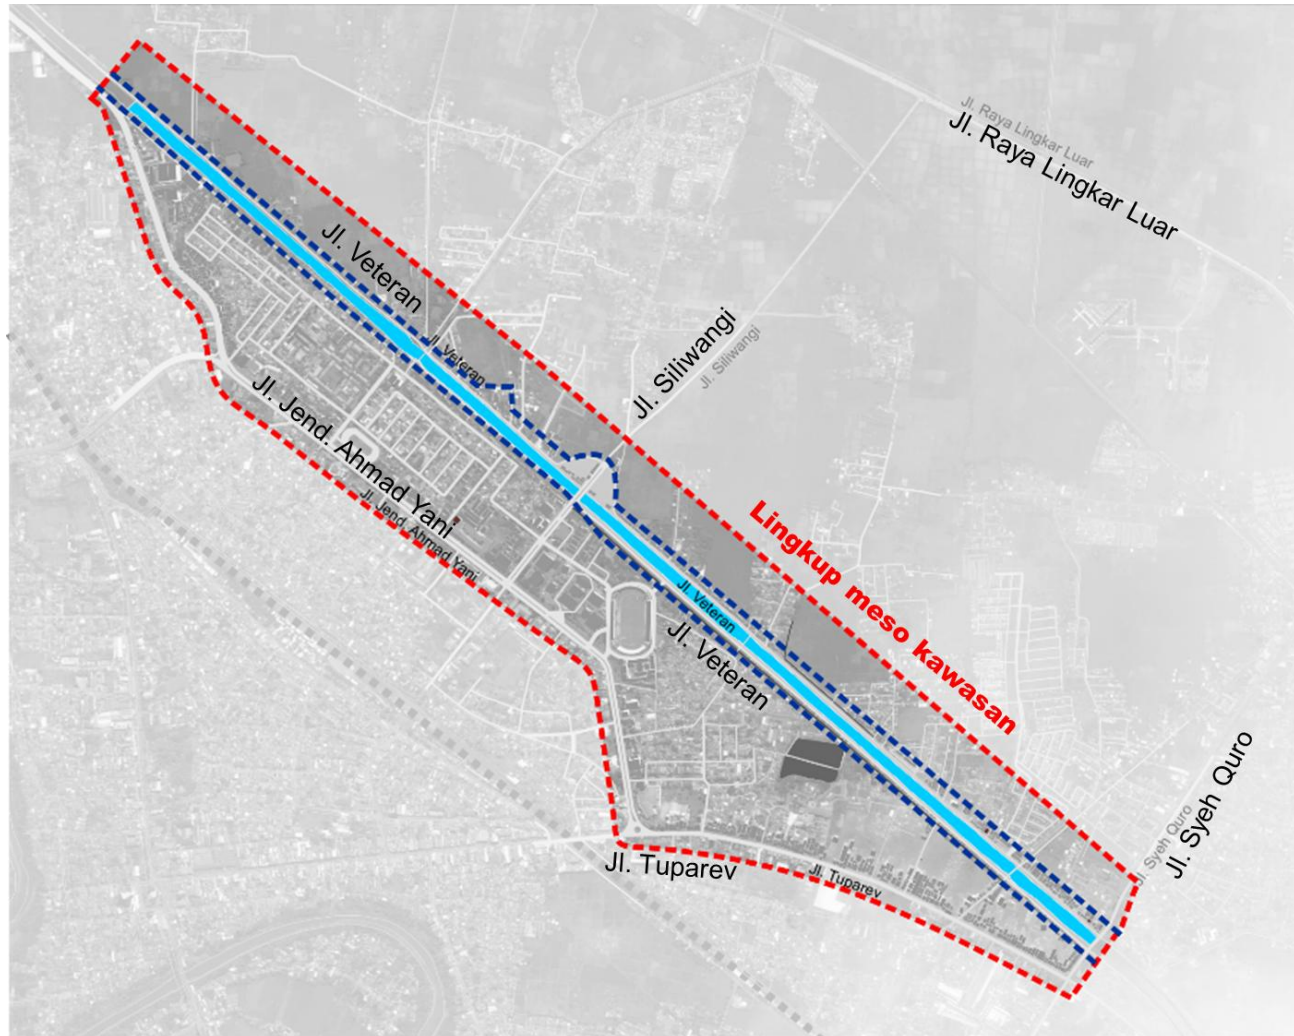 Jl. Raya Lingkar Luar
Jl. Raya Lingkar Luar
Jl. Veteran
Jl. Veteran
Jl. Siliwangi
Jl. Siliwangi
Jl. Jend. Ahmad Yani
Jl. Jend. Ahmad Yani
Lingkup meso kawasan
Jl. Veteran
Jl. Veteran
Jl. Syeh Quro
Jl. Syeh Quro
Jl. Tuparev
Jl. Tuparev